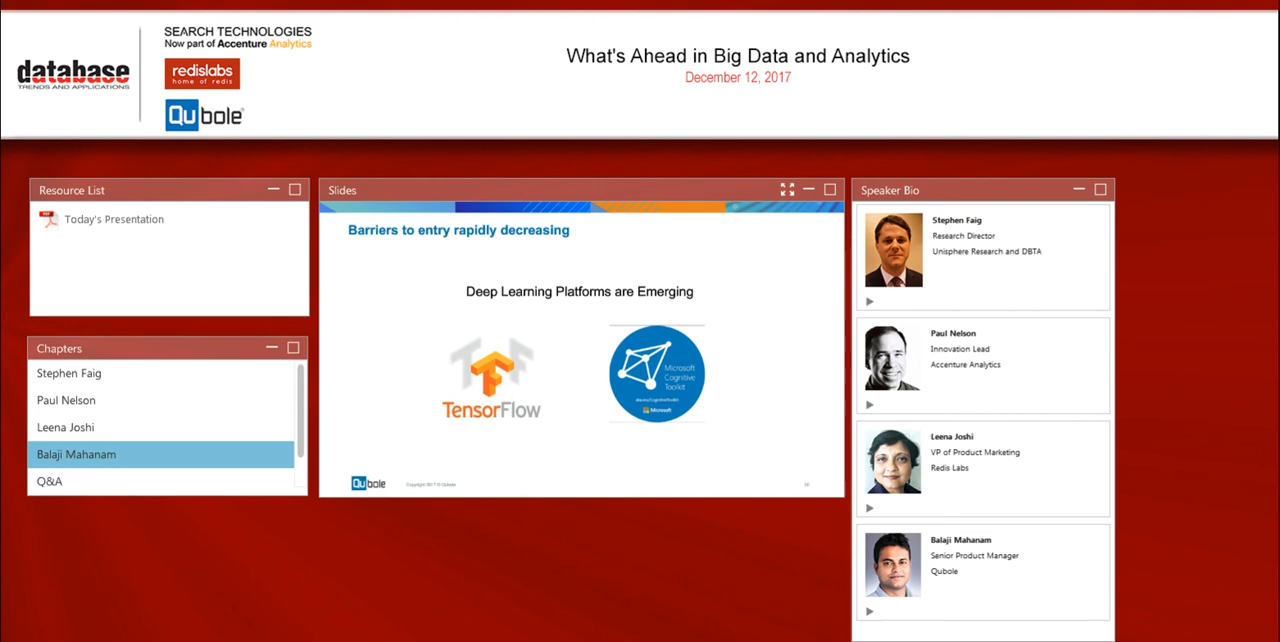 SEARCH TECHNOLOGIES
Now part of Accenture Analytics
database
TRENDS AND APPLICATIONS
redislabs
home of redis
Qubole
What's Ahead in Big Data and Analytics
December 12, 2017
Resource List
Today's Presentation
Chapters
Stephen Faig
Paul Nelson
Leena Joshi
Balaji Mahanam
Q&A
Slides
Barriers to entry rapidly decreasing
Deep Learning Platforms are Emerging
TensorFlow
Microsoft
Cognitive
Toolkit
Microsoft
Qubole
Speaker Bio
Stephen Faig
Research Director
Unisphere Research and DBTA
Paul Nelson
Innovation Lead
Accenture Analytics
Leena Joshi
VP of Product Marketing
Redis Labs
Balaji Mahanam
Senior Product Manager
Qubole